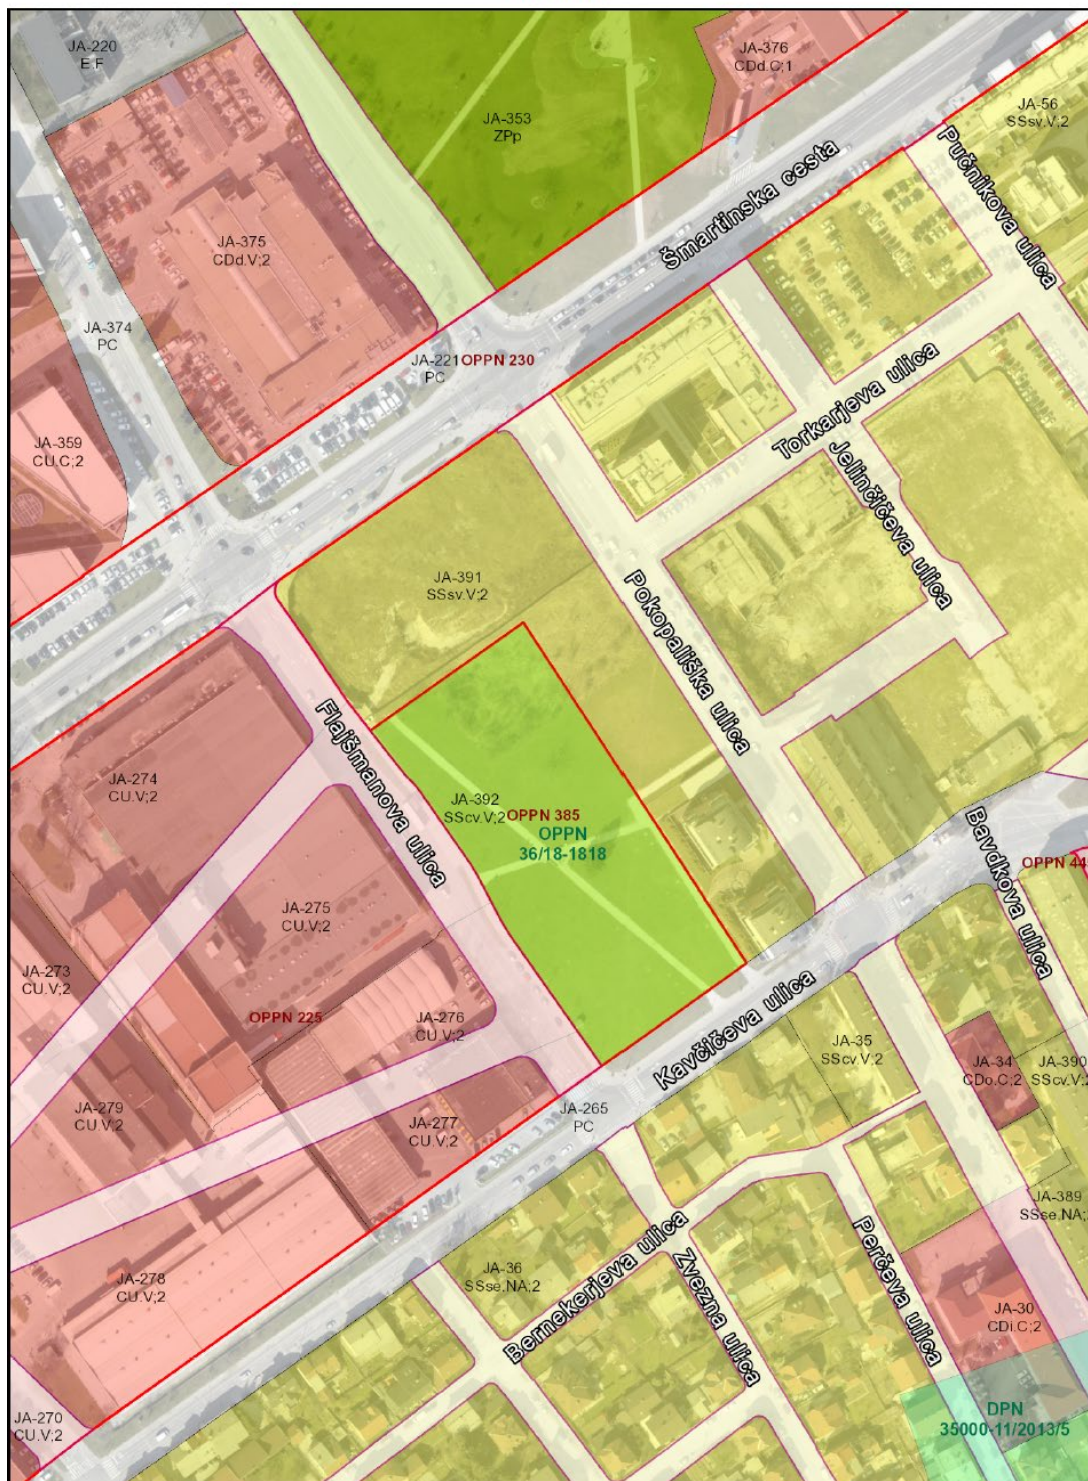 JA-220
E;F
JA-376
CDd.C;1
JA-56
SSsv.V;2
JA-353
ZPp
Pučnikova ulica
Šmartinska cesta
JA-375
CDd.V;2
JA-374
PC
JA-221 OPPN 230
PC
Torkarjeva ulica
JA-359
CU.C;2
Jelinčičeva ulica
JA-391
SSsv.V;2
Pokopališka ulica
Flajšmanova ulica
JA-274
CU.V;2
JA-392
SScv.V;2 OPPN 385
OPPN
36/18-1818
Bavdkova ulica
OPPN 44
JA-275
CU.V;2
JA-273
CU.V;2
OPPN 225
JA-276
CU.V;2
Kavčičeva ulica
JA-35
SScv.V;2
JA-34
CDo.C;2
JA-390
SScv.V;2
JA-279
CU.V;2
JA-277
CU.V;2
JA-265
PC
JA-389
SSse.NA;
JA-278
CU.V;2
JA-36
SSse.NA;2
Bernekerjeva ulica
Zvezna ulica
Perčeva ulica
JA-30
CDi.C;2
JA-270
CU.V;2
DPN
35000-11/2013/5